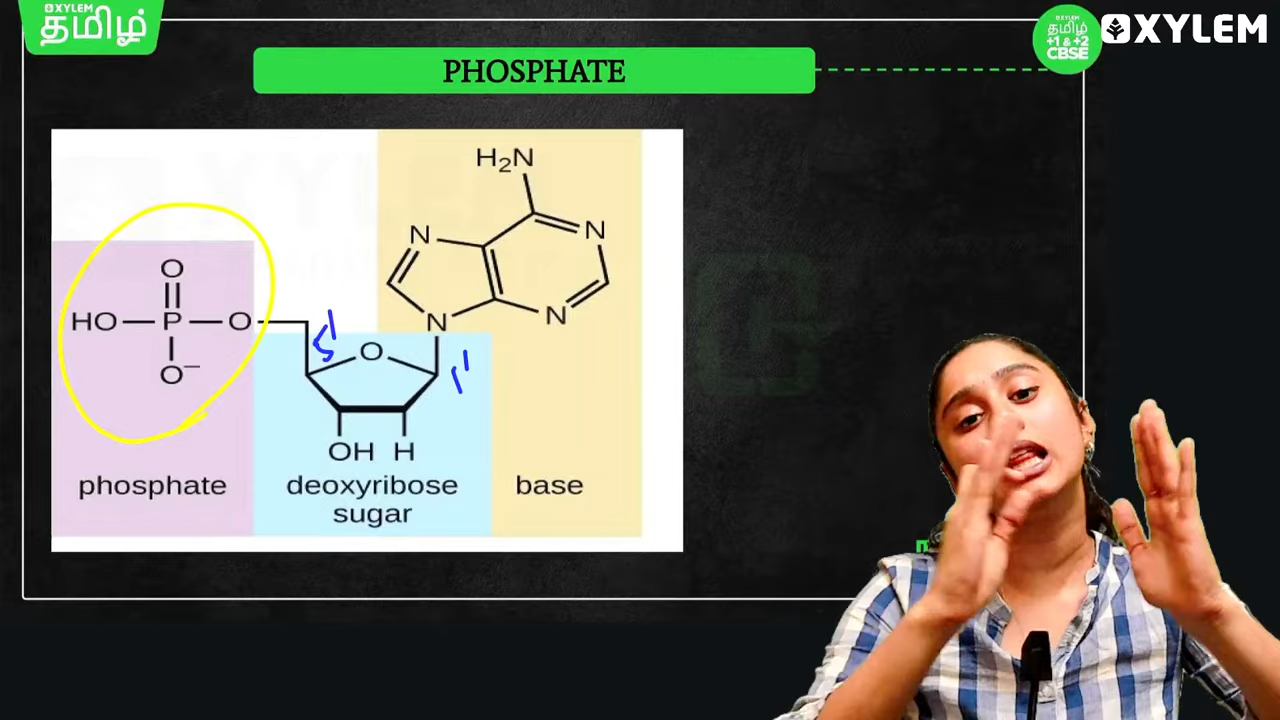 XYLEM
தமிழ்
XYLEM
தமிழ்
+1 & +2
CBSE
XYLEM
PHOSPHATE
H₂N
N
N
O
HO
P
O
N
N
5'
O
1'
O⁻
OH H
phosphate
deoxyribose
base
sugar